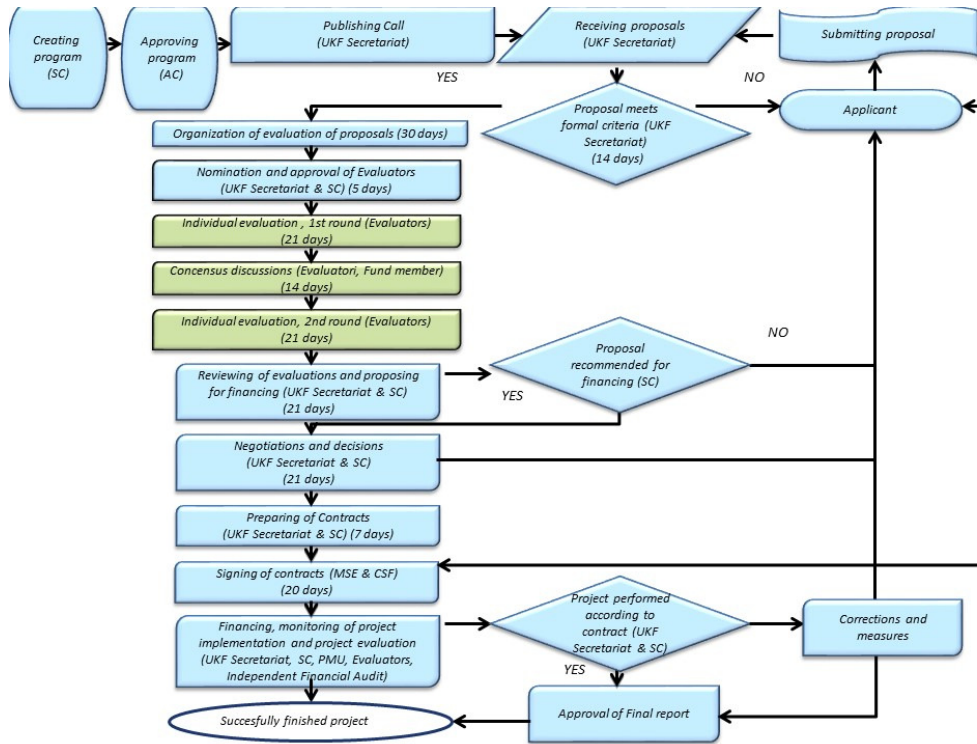 Creating
program
(SC)
Approving
program
(AC)
Publishing Call
(UKF Secretariat)
Receiving proposals
(UKF Secretariat)
Submitting proposal
YES
NO
Proposal meets
formal criteria (UKF
Secretariat)
(14 days)
Applicant
Organization of evaluation of proposals (30 days)
Nomination and approval of Evaluators
(UKF Secretariat & SC) (5 days)
Individual evaluation , 1st round (Evaluators)
(21 days)
Concensus discussions (Evaluatori, Fund member)
(14 days)
Individual evaluation, 2nd round (Evaluators)
(21 days)
NO
Proposal
recommended for
financing (SC)
Reviewing of evaluations and proposing
for financing (UKF Secretariat & SC)
(21 days)
YES
Negotiations and decisions
(UKF Secretariat & SC)
(21 days)
Preparing of Contracts
(UKF Secretariat & SC) (7 days)
Signing of contracts (MSE & CSF)
(20 days)
Project performed
according to
contract (UKF
Secretariat & SC)
Corrections and
measures
Financing, monitoring of project
implementation and project evaluation
(UKF Secretariat, SC, PMU, Evaluators,
Independent Financial Audit)
YES
Approval of Final report
Succesfully finished project